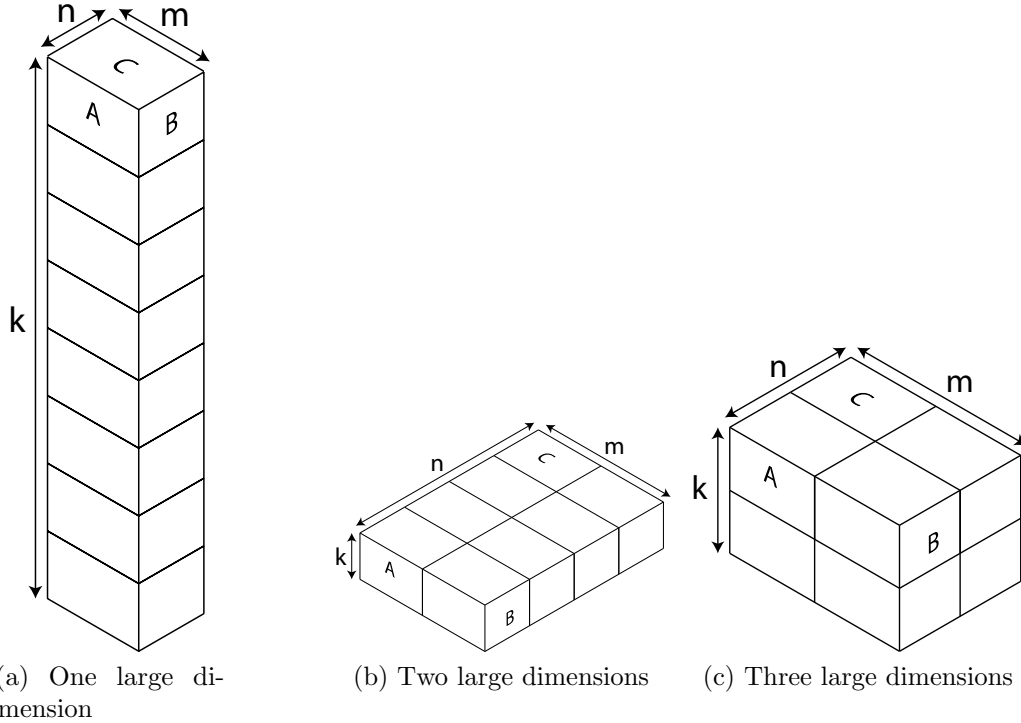 n
m
C
A
B
k
(a) One large di-
mension
n
m
C
k
A
B
(b) Two large dimensions
n
m
C
k
A
B
(c) Three large dimensions